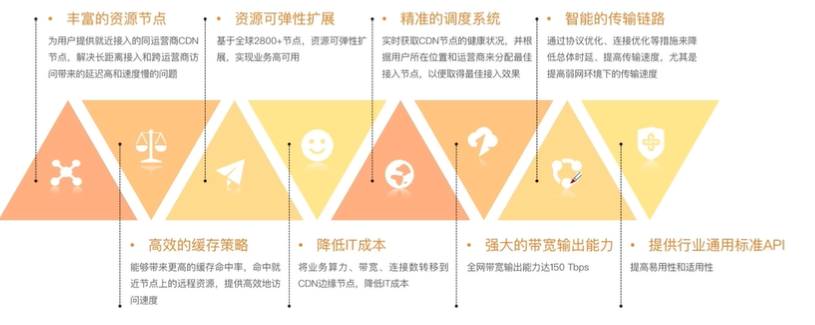 • 丰富的资源节点
为用户提供就近接入的同运营商CDN
节点，解决长距离接入和跨运营商访
问带来的延迟高和速度慢的问题
• 资源可弹性扩展
基于全球2800+节点，资源可弹性扩
展，实现业务高可用
• 精准的调度系统
实时获取CDN节点的健康状况，并根
据用户所在位置和运营商来分配最佳
接入节点，以便取得最佳接入效果
• 智能的传输链路
通过协议优化、连接优化等措施来降
低总体时延、提高传输速度，尤其是
提高弱网环境下的传输速度
• 高效的缓存策略
能够带来更高的缓存命中率，命中就
近节点上的远程资源，提供高效地访
问速度
• 降低IT成本
将业务算力、带宽、连接数转移到
CDN边缘节点，降低IT成本
• 强大的带宽输出能力
全网带宽输出能力达150 Tbps
• 提供行业通用标准API
提高易用性和适用性